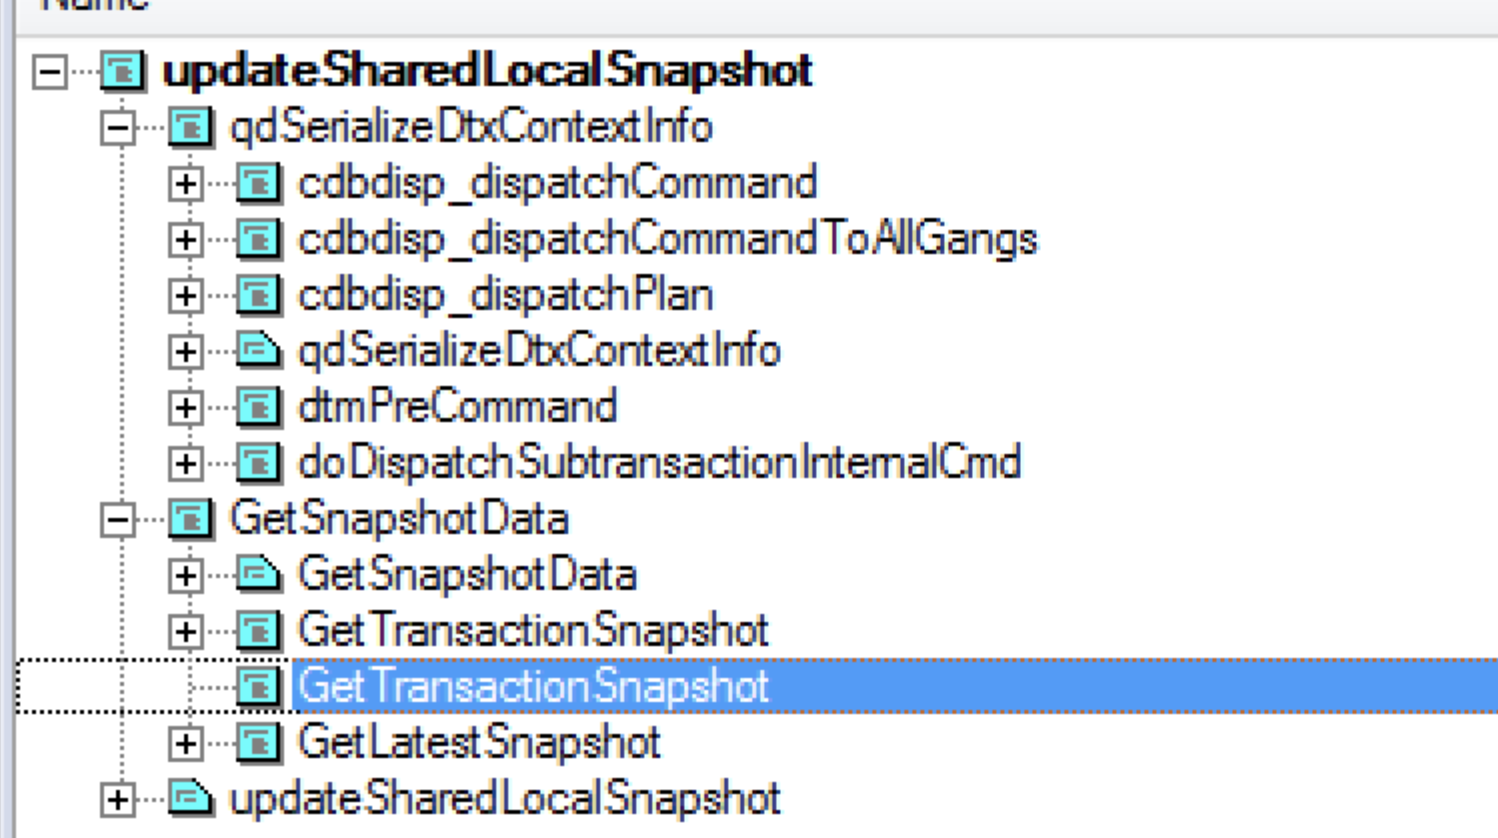 Name
updateSharedLocalSnapshot
qdSerializeDtxContextInfo
cdbdisp_dispatchCommand
cdbdisp_dispatchCommandToAllGangs
cdbdisp_dispatchPlan
qdSerializeDtxContextInfo
dtmPreCommand
doDispatchSubtransactionInternalCmd
GetSnapshotData
GetSnapshotData
GetTransactionSnapshot
GetTransactionSnapshot
GetLatestSnapshot
updateSharedLocalSnapshot